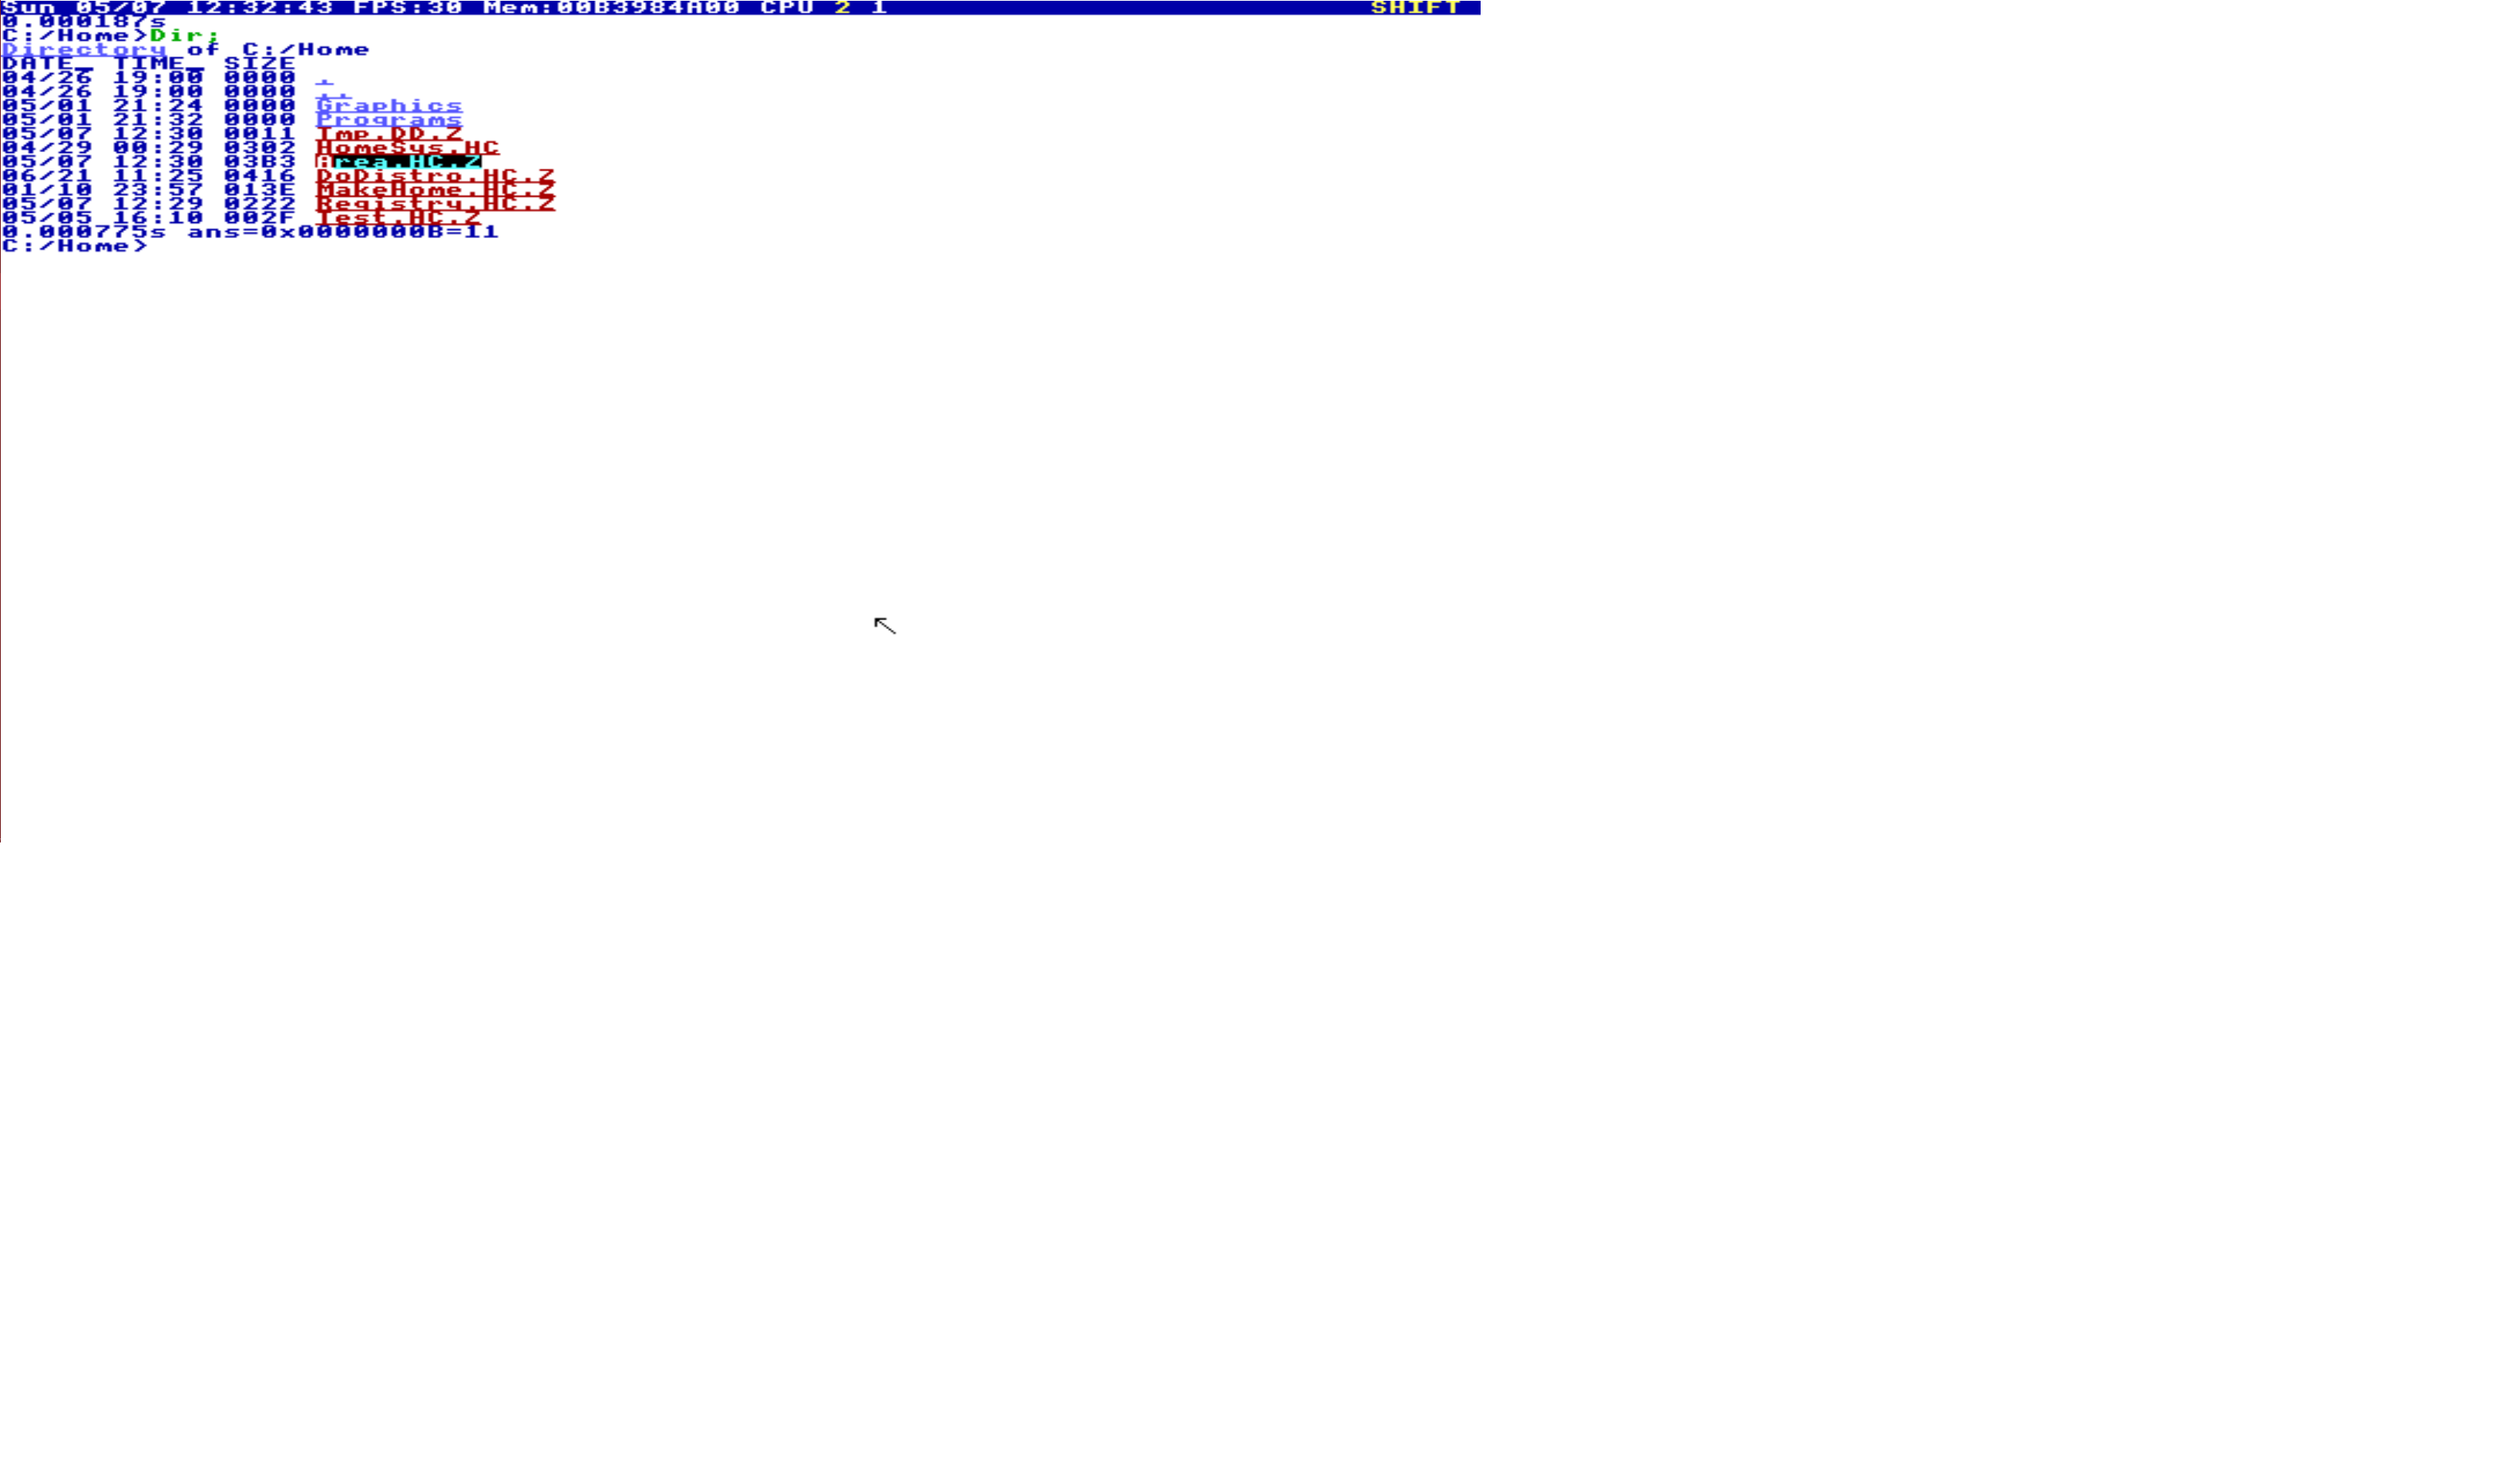 Sun 05/07 12:32:43 FPS:30 Mem:00B3984A00 CPU 2 1 SHIFT
0.000187s
C:/Home>Dir;
Directory of C:/Home
DATE_ TIME_ SIZE
04/26 19:00 0000 .
04/26 19:00 0000 ..
05/01 21:24 0000 Graphics
05/01 21:32 0000 Programs
05/07 12:30 0011 Tmp.DD.Z
04/29 00:29 0302 HomeSys.HC
05/07 12:30 03B3 Area.HC.Z
06/21 11:25 0416 DoDistro.HC.Z
01/10 23:57 013E MakeHome.HC.Z
05/07 12:29 0222 Registry.HC.Z
05/05 16:10 002F Test.HC.Z
0.000775s ans=0x0000000B=11
C:/Home>